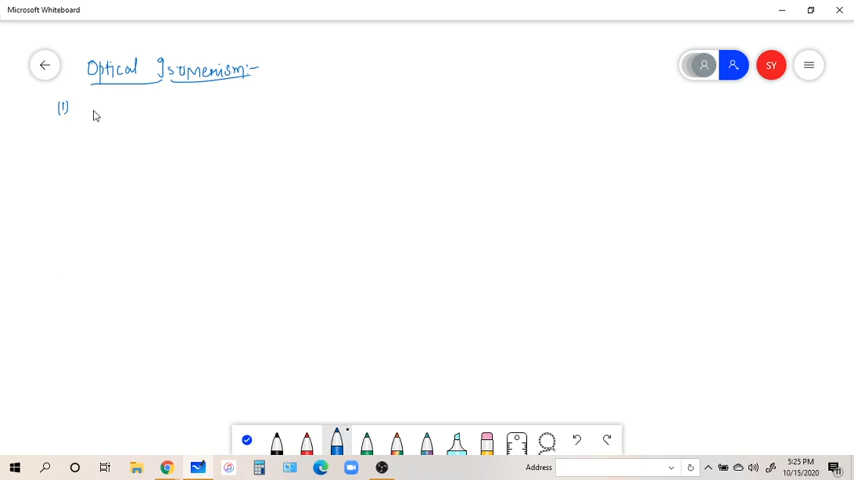 Microsoft Whiteboard
Optical Isomerism:-
SY
(1)
Address
5:25 PM
10/15/2020